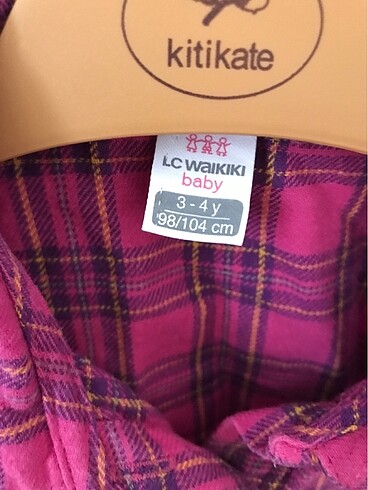 kitikate
LC WAIKIKI
baby
3 - 4 y
98/104 cm